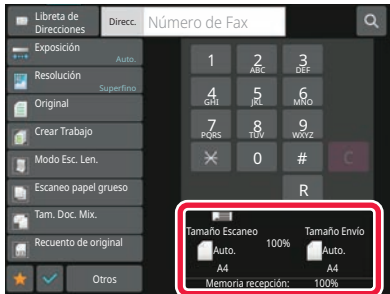 Libreta de
Direcciones
Direcc.
Número de Fax
Exposición
Auto.
Resolución
Superfino
Original
Crear Trabajo
Modo Esc. Len.
Escaneo papel grueso
Tam. Doc. Mix.
Recuento de original
Otros
1
2
ABC
3
DEF
4
GHI
5
JKL
6
MNO
7
PQRS
8
TUV
9
WXYZ
0
#
C
R
Tamaño Escaneo
Tamaño Envío
Auto.
100%
Auto.
A4
A4
Memoria recepción: 100%